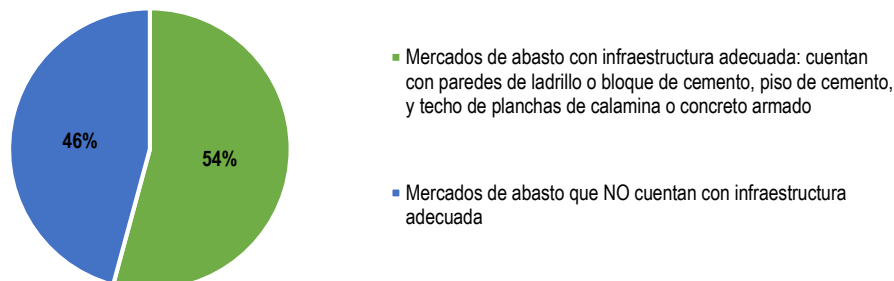 Mercados de abasto con infraestructura adecuada: cuentan
con paredes de ladrillo o bloque de cemento, piso de cemento,
y techo de planchas de calamina o concreto armado
46%
54%
Mercados de abasto que NO cuentan con infraestructura
adecuada